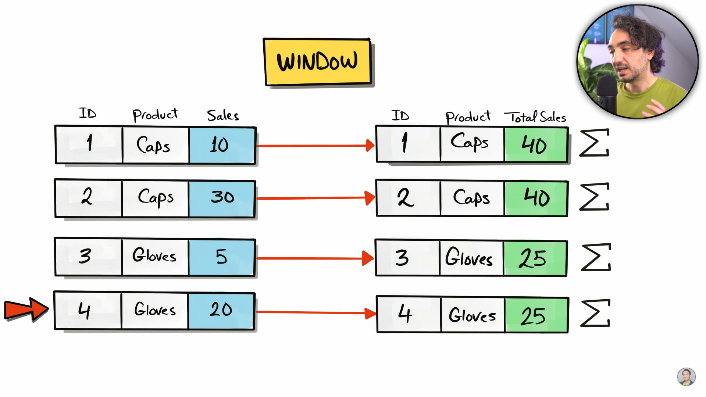 WINDOW
ID Product Sales
1 Caps 10
2 Caps 30
3 Gloves 5
4 Gloves 20
ID Product Total Sales
1 Caps 40 Σ
2 Caps 40 Σ
3 Gloves 25 Σ
4 Gloves 25 Σ